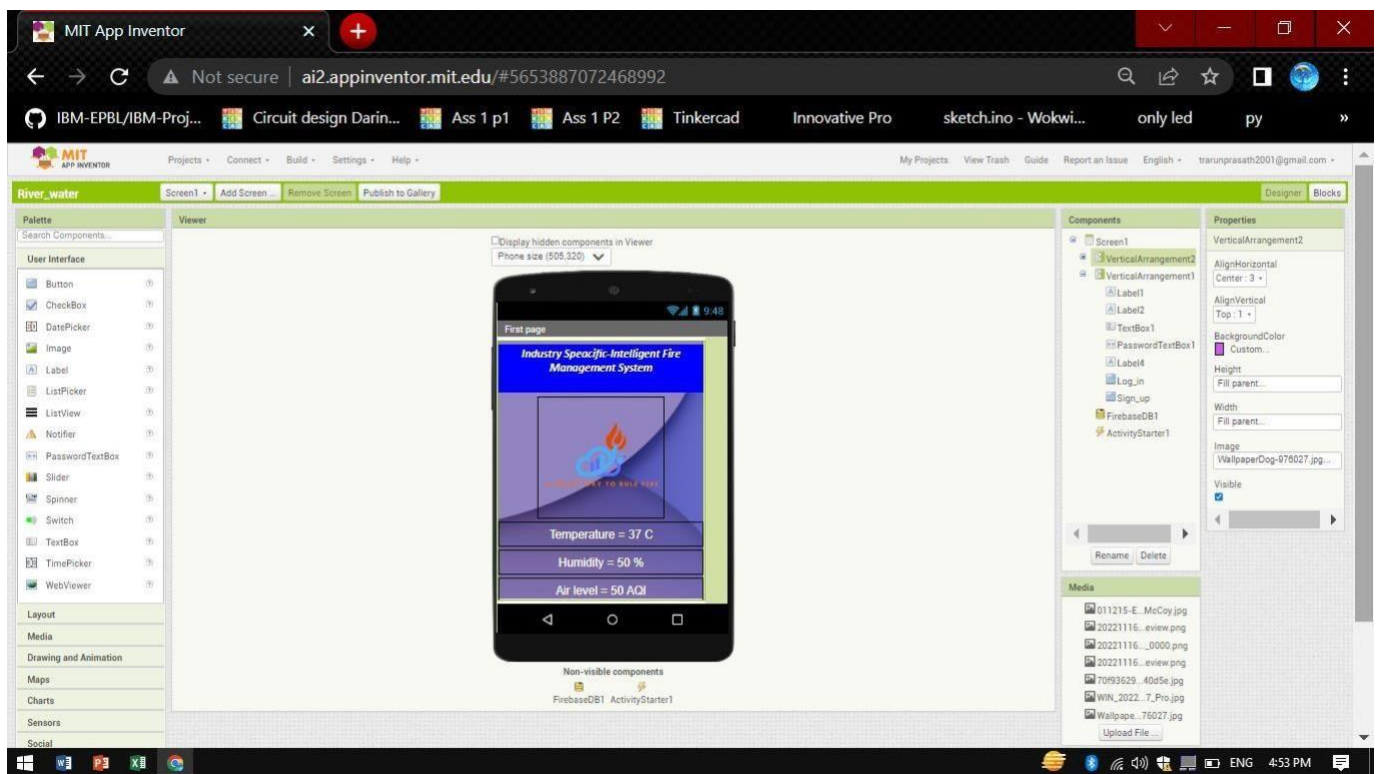 MIT App Inventor
Not secure | ai2.appinventor.mit.edu/#5653887072468992
IBM-EPBL/IBM-Proj... Circuit design Darin... Ass 1 p1 Ass 1 P2 Tinkercad Innovative Pro sketch.ino - Wokwi... only led py »
MIT APP INVENTOR Projects Connect Build Settings Help My Projects View Trash Guide Report an Issue English trarunprasath2001@gmail.com
River_water Screen1 Add Screen ... Remove Screen Publish to Gallery Designer Blocks
Palette
Search Components...
User Interface
Button
CheckBox
DatePicker
Image
Label
ListPicker
ListView
Notifier
PasswordTextBox
Slider
Spinner
Switch
TextBox
TimePicker
WebViewer
Layout
Media
Drawing and Animation
Maps
Charts
Sensors
Social
Viewer
Display hidden components in Viewer
Phone size (505,320)
9:48
First page
Industry Speacific-Intelligent Fire
Management System
Temperature = 37 C
Humidity = 50 %
Air level = 50 AQI
Non-visible components
FirebaseDB1 ActivityStarter1
Components
Screen1
VerticalArrangement2
VerticalArrangement1
Label1
Label2
TextBox1
PasswordTextBox1
Label4
Log_in
Sign_up
FirebaseDB1
ActivityStarter1
Rename Delete
Media
011215-E...McCoy.jpg
20221116...eview.png
20221116..._0000.png
20221116...eview.png
70f93629...40d5e.jpg
WIN_2022...7_Pro.jpg
Wallpape...76027.jpg
Upload File ...
Properties
VerticalArrangement2
AlignHorizontal
Center : 3
AlignVertical
Top : 1
BackgroundColor
Custom...
Height
Fill parent...
Width
Fill parent...
Image
WallpaperDog-976027.jpg...
Visible
ENG 4:53 PM